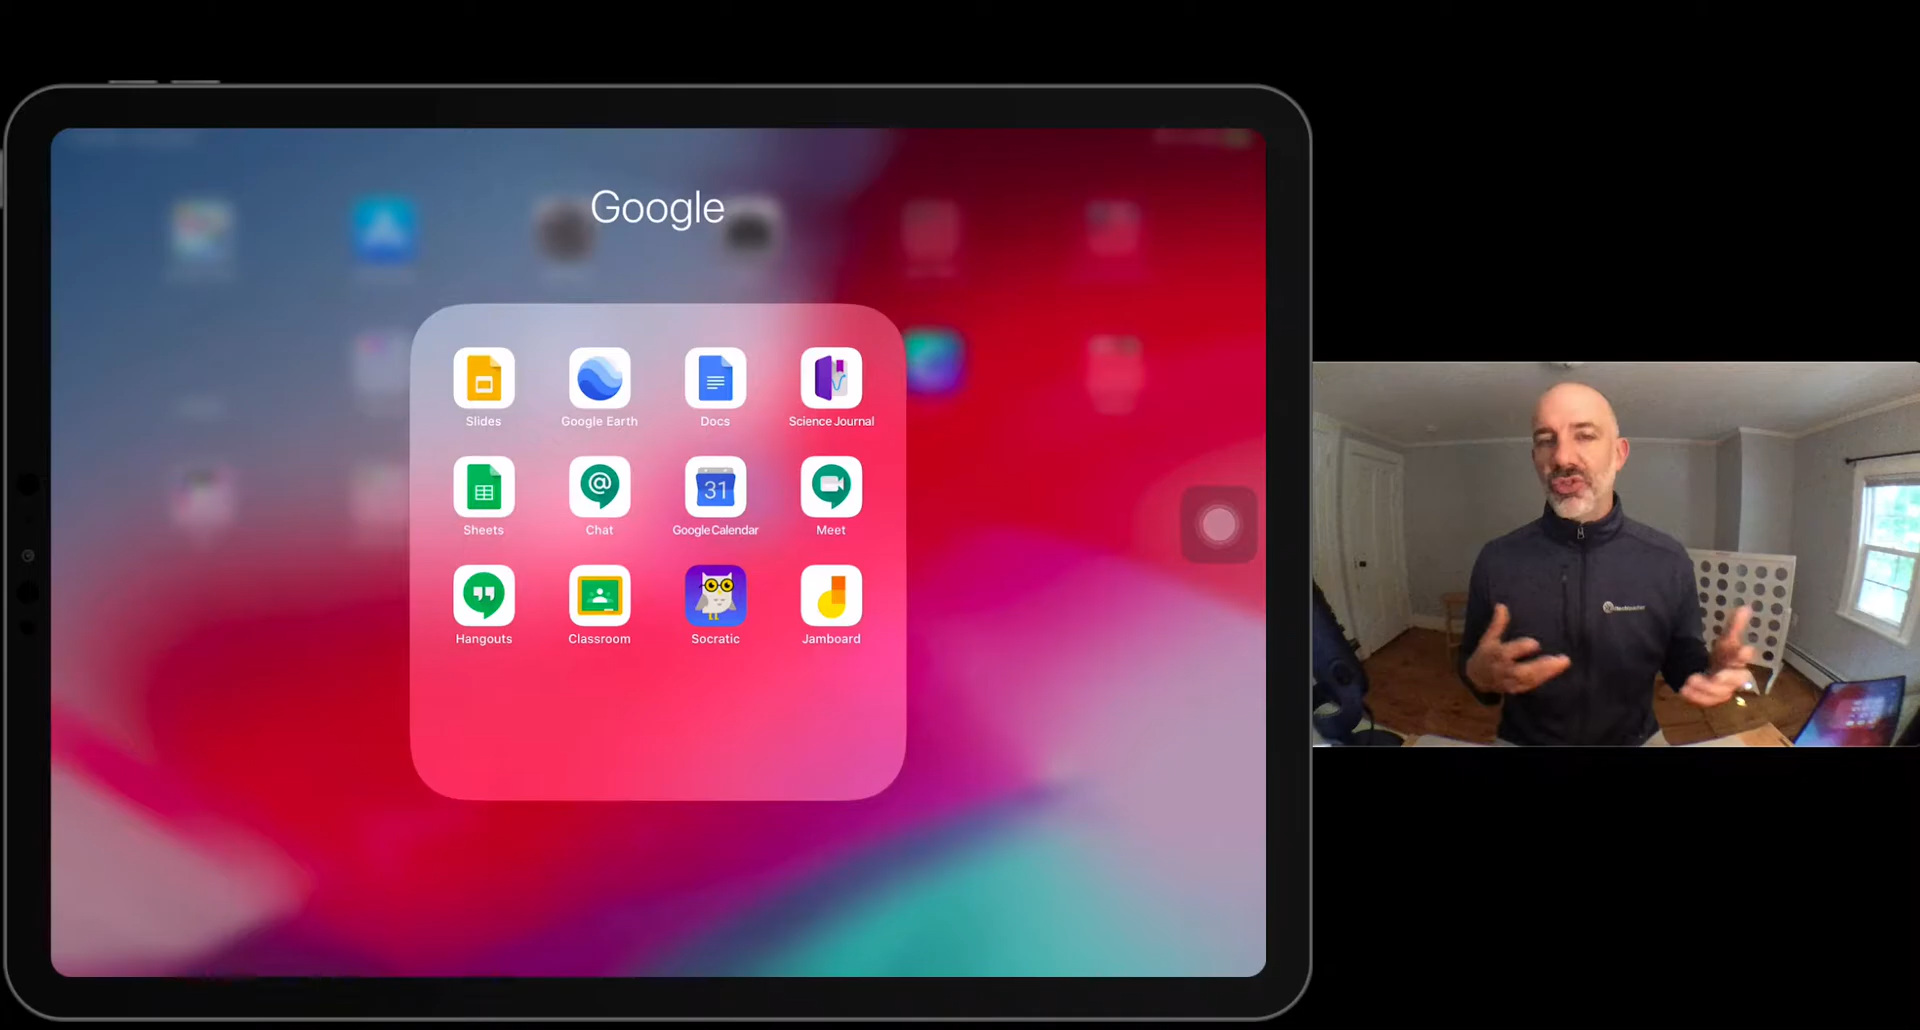 Google
Slides
Google Earth
Docs
Science Journal
Sheets
Chat
31
Google Calendar
Meet
Hangouts
Classroom
Socratic
Jamboard